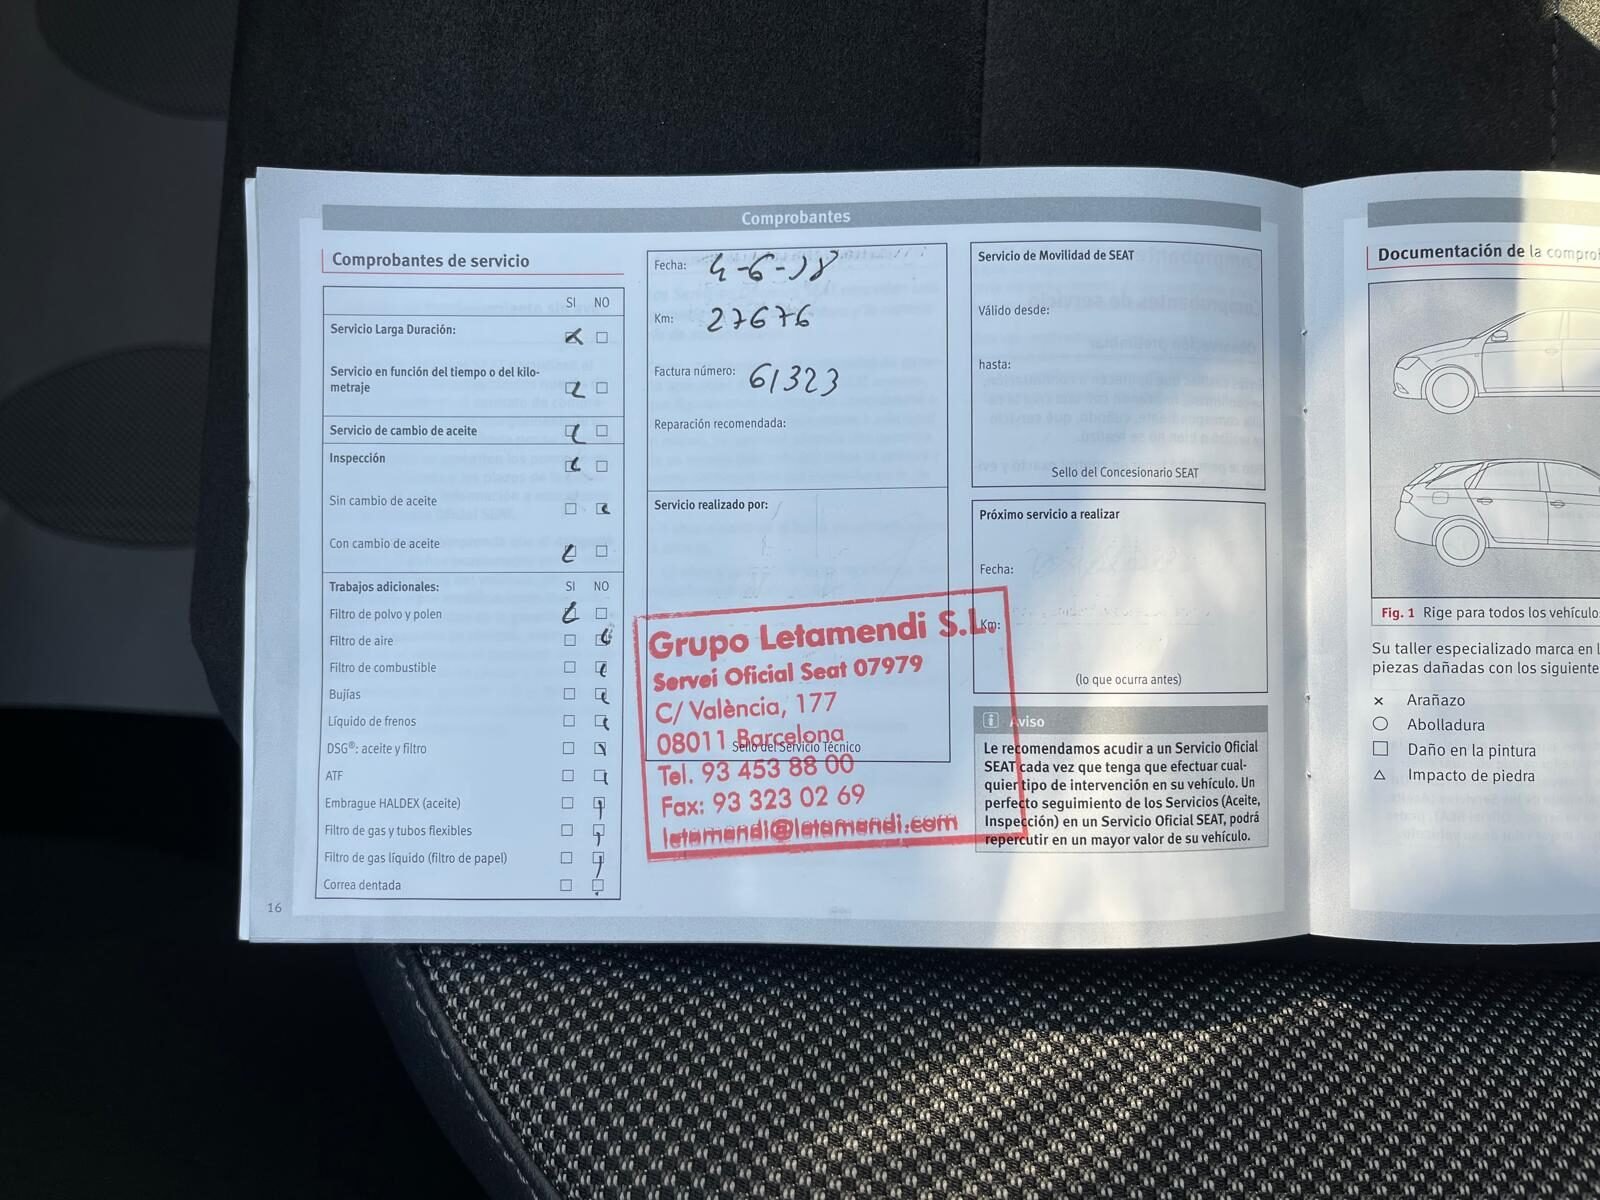 Comprobantes
Comprobantes de servicio
SI NO
Servicio Larga Duración:
Servicio en función del tiempo o del kilo-
metraje
Servicio de cambio de aceite
Inspección
Sin cambio de aceite
Con cambio de aceite
Trabajos adicionales: SI NO
Filtro de polvo y polen
Filtro de aire
Filtro de combustible
Bujías
Líquido de frenos
DSG®: aceite y filtro
ATF
Embrague HALDEX (aceite)
Filtro de gas y tubos flexibles
Filtro de gas líquido (filtro de papel)
Correa dentada
16
Fecha: 4-6-18
Km: 27676
Factura número: 61323
Reparación recomendada:
Servicio realizado por:
Sello del Servicio Técnico
Grupo Letamendi S.L.
Servei Oficial Seat 07979
C/ València, 177
08011 Barcelona
Tel. 93 453 88 00
Fax: 93 323 02 69
letamendi@letamendi.com
Servicio de Movilidad de SEAT
Válido desde:
hasta:
Sello del Concesionario SEAT
Próximo servicio a realizar
Fecha:
Km:
(lo que ocurra antes)
i Aviso
Le recomendamos acudir a un Servicio Oficial
SEAT cada vez que tenga que efectuar cual-
quier tipo de intervención en su vehículo. Un
perfecto seguimiento de los Servicios (Aceite,
Inspección) en un Servicio Oficial SEAT, podrá
repercutir en un mayor valor de su vehículo.
Documentación de la compro
Fig. 1 Rige para todos los vehículo
Su taller especializado marca en l
piezas dañadas con los siguiente
Arañazo
Abolladura
Daño en la pintura
Impacto de piedra